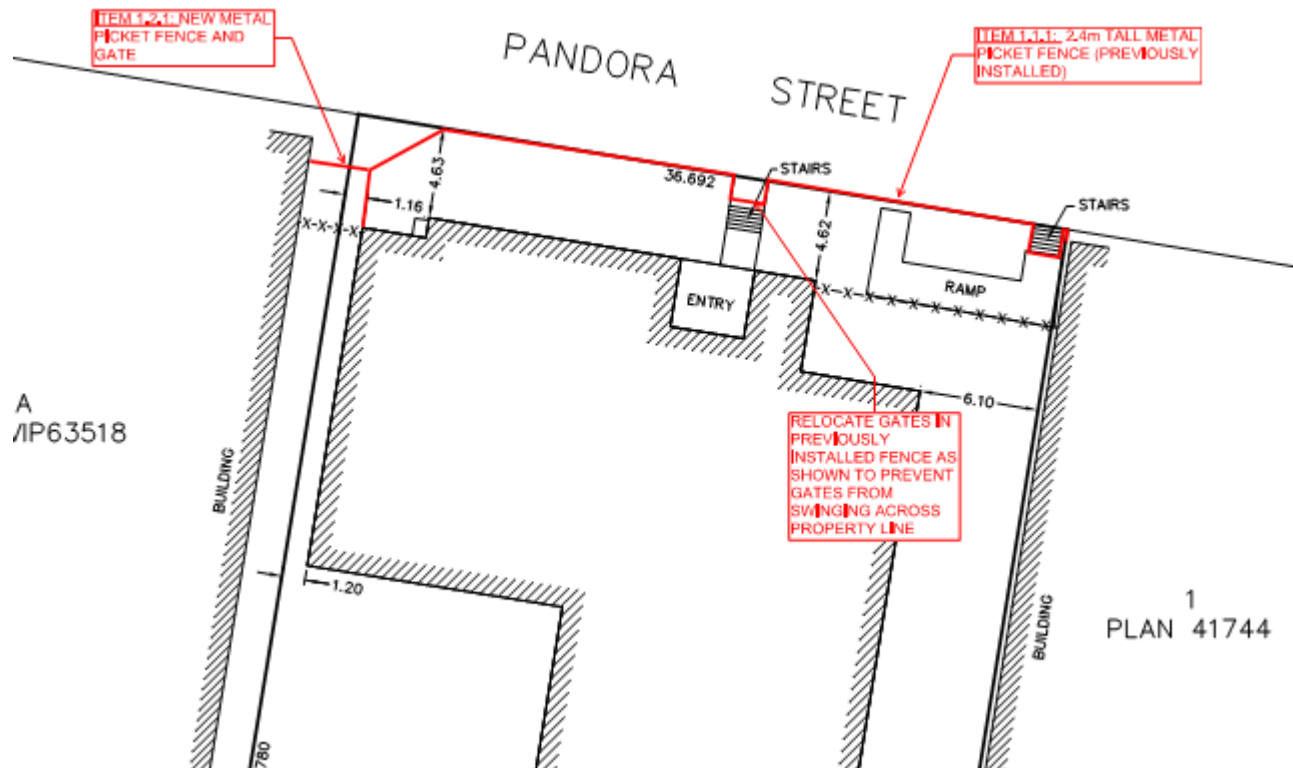 ITEM 1.2.1: NEW METAL
PICKET FENCE AND
GATE
PANDORA STREET
ITEM 1.1.1: 2.4m TALL METAL
PICKET FENCE (PREVIOUSLY
INSTALLED)
4.63
36.692
STAIRS
1.16
4.62
STAIRS
X-X-X-X
ENTRY
RAMP
X-X-X-X-X-X-X-X-X-X-X
6.10
A
VIP63518
RELOCATE GATES IN
PREVIOUSLY
INSTALLED FENCE AS
SHOWN TO PREVENT
GATES FROM
SWINGING ACROSS
PROPERTY LINE
BUILDING
1.20
BUILDING
1
PLAN 41744
780